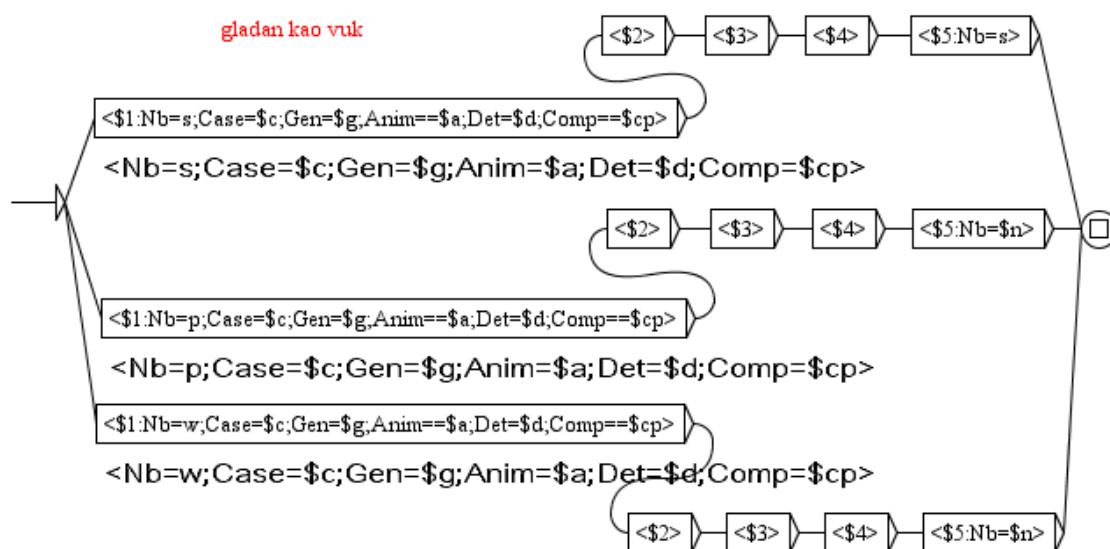 gladan kao vuk
<$2> <$3> <$4> <$5:Nb=s>
<$1:Nb=s;Case=$c;Gen=$g;Anim==$a;Det=$d;Comp==$cp>
<Nb=s;Case=$c;Gen=$g;Anim=$a;Det=$d;Comp=$cp>
<$2> <$3> <$4> <$5:Nb=$n>
<$1:Nb=p;Case=$c;Gen=$g;Anim==$a;Det=$d;Comp==$cp>
<Nb=p;Case=$c;Gen=$g;Anim=$a;Det=$d;Comp=$cp>
<$1:Nb=w;Case=$c;Gen=$g;Anim==$a;Det=$d;Comp==$cp>
<Nb=w;Case=$c;Gen=$g;Anim=$a;Det=$d;Comp=$cp>
<$2> <$3> <$4> <$5:Nb=$n>